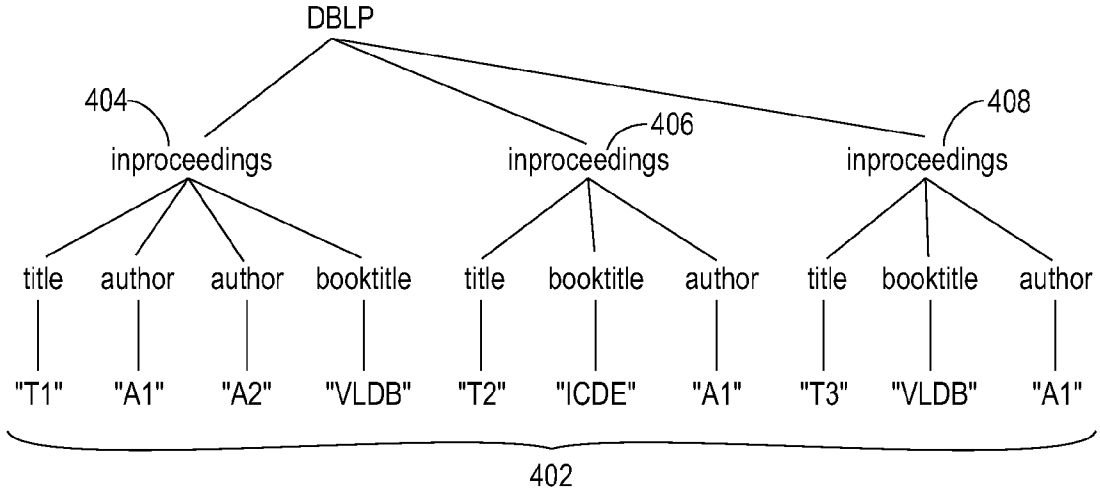 DBLP
404 406 408
inproceedings inproceedings inproceedings
title author author booktitle title booktitle author title booktitle author
"T1" "A1" "A2" "VLDB" "T2" "ICDE" "A1" "T3" "VLDB" "A1"
402